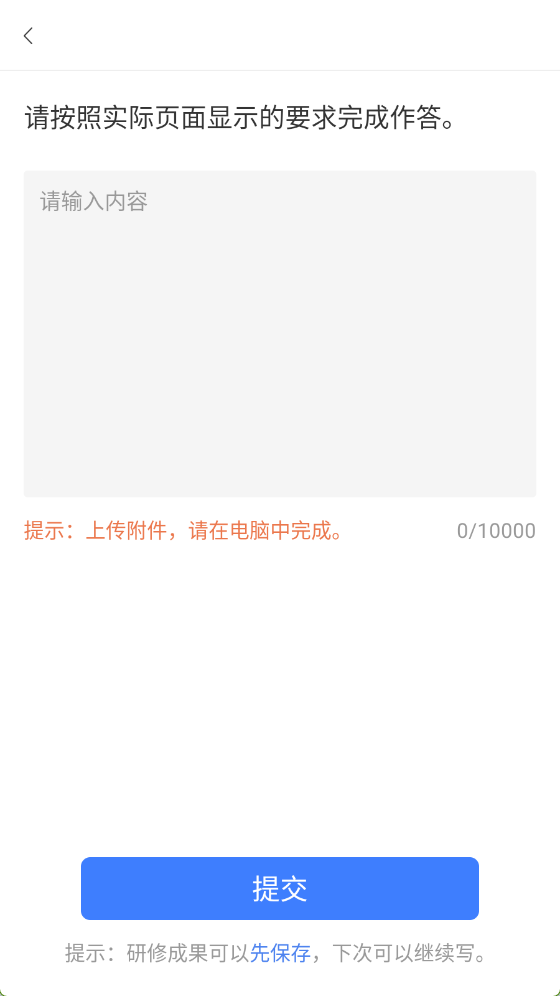 请按照实际页面显示的要求完成作答。
请输入内容
提示：上传附件，请在电脑中完成。 0/10000
提交
提示：研修成果可以先保存，下次可以继续写。